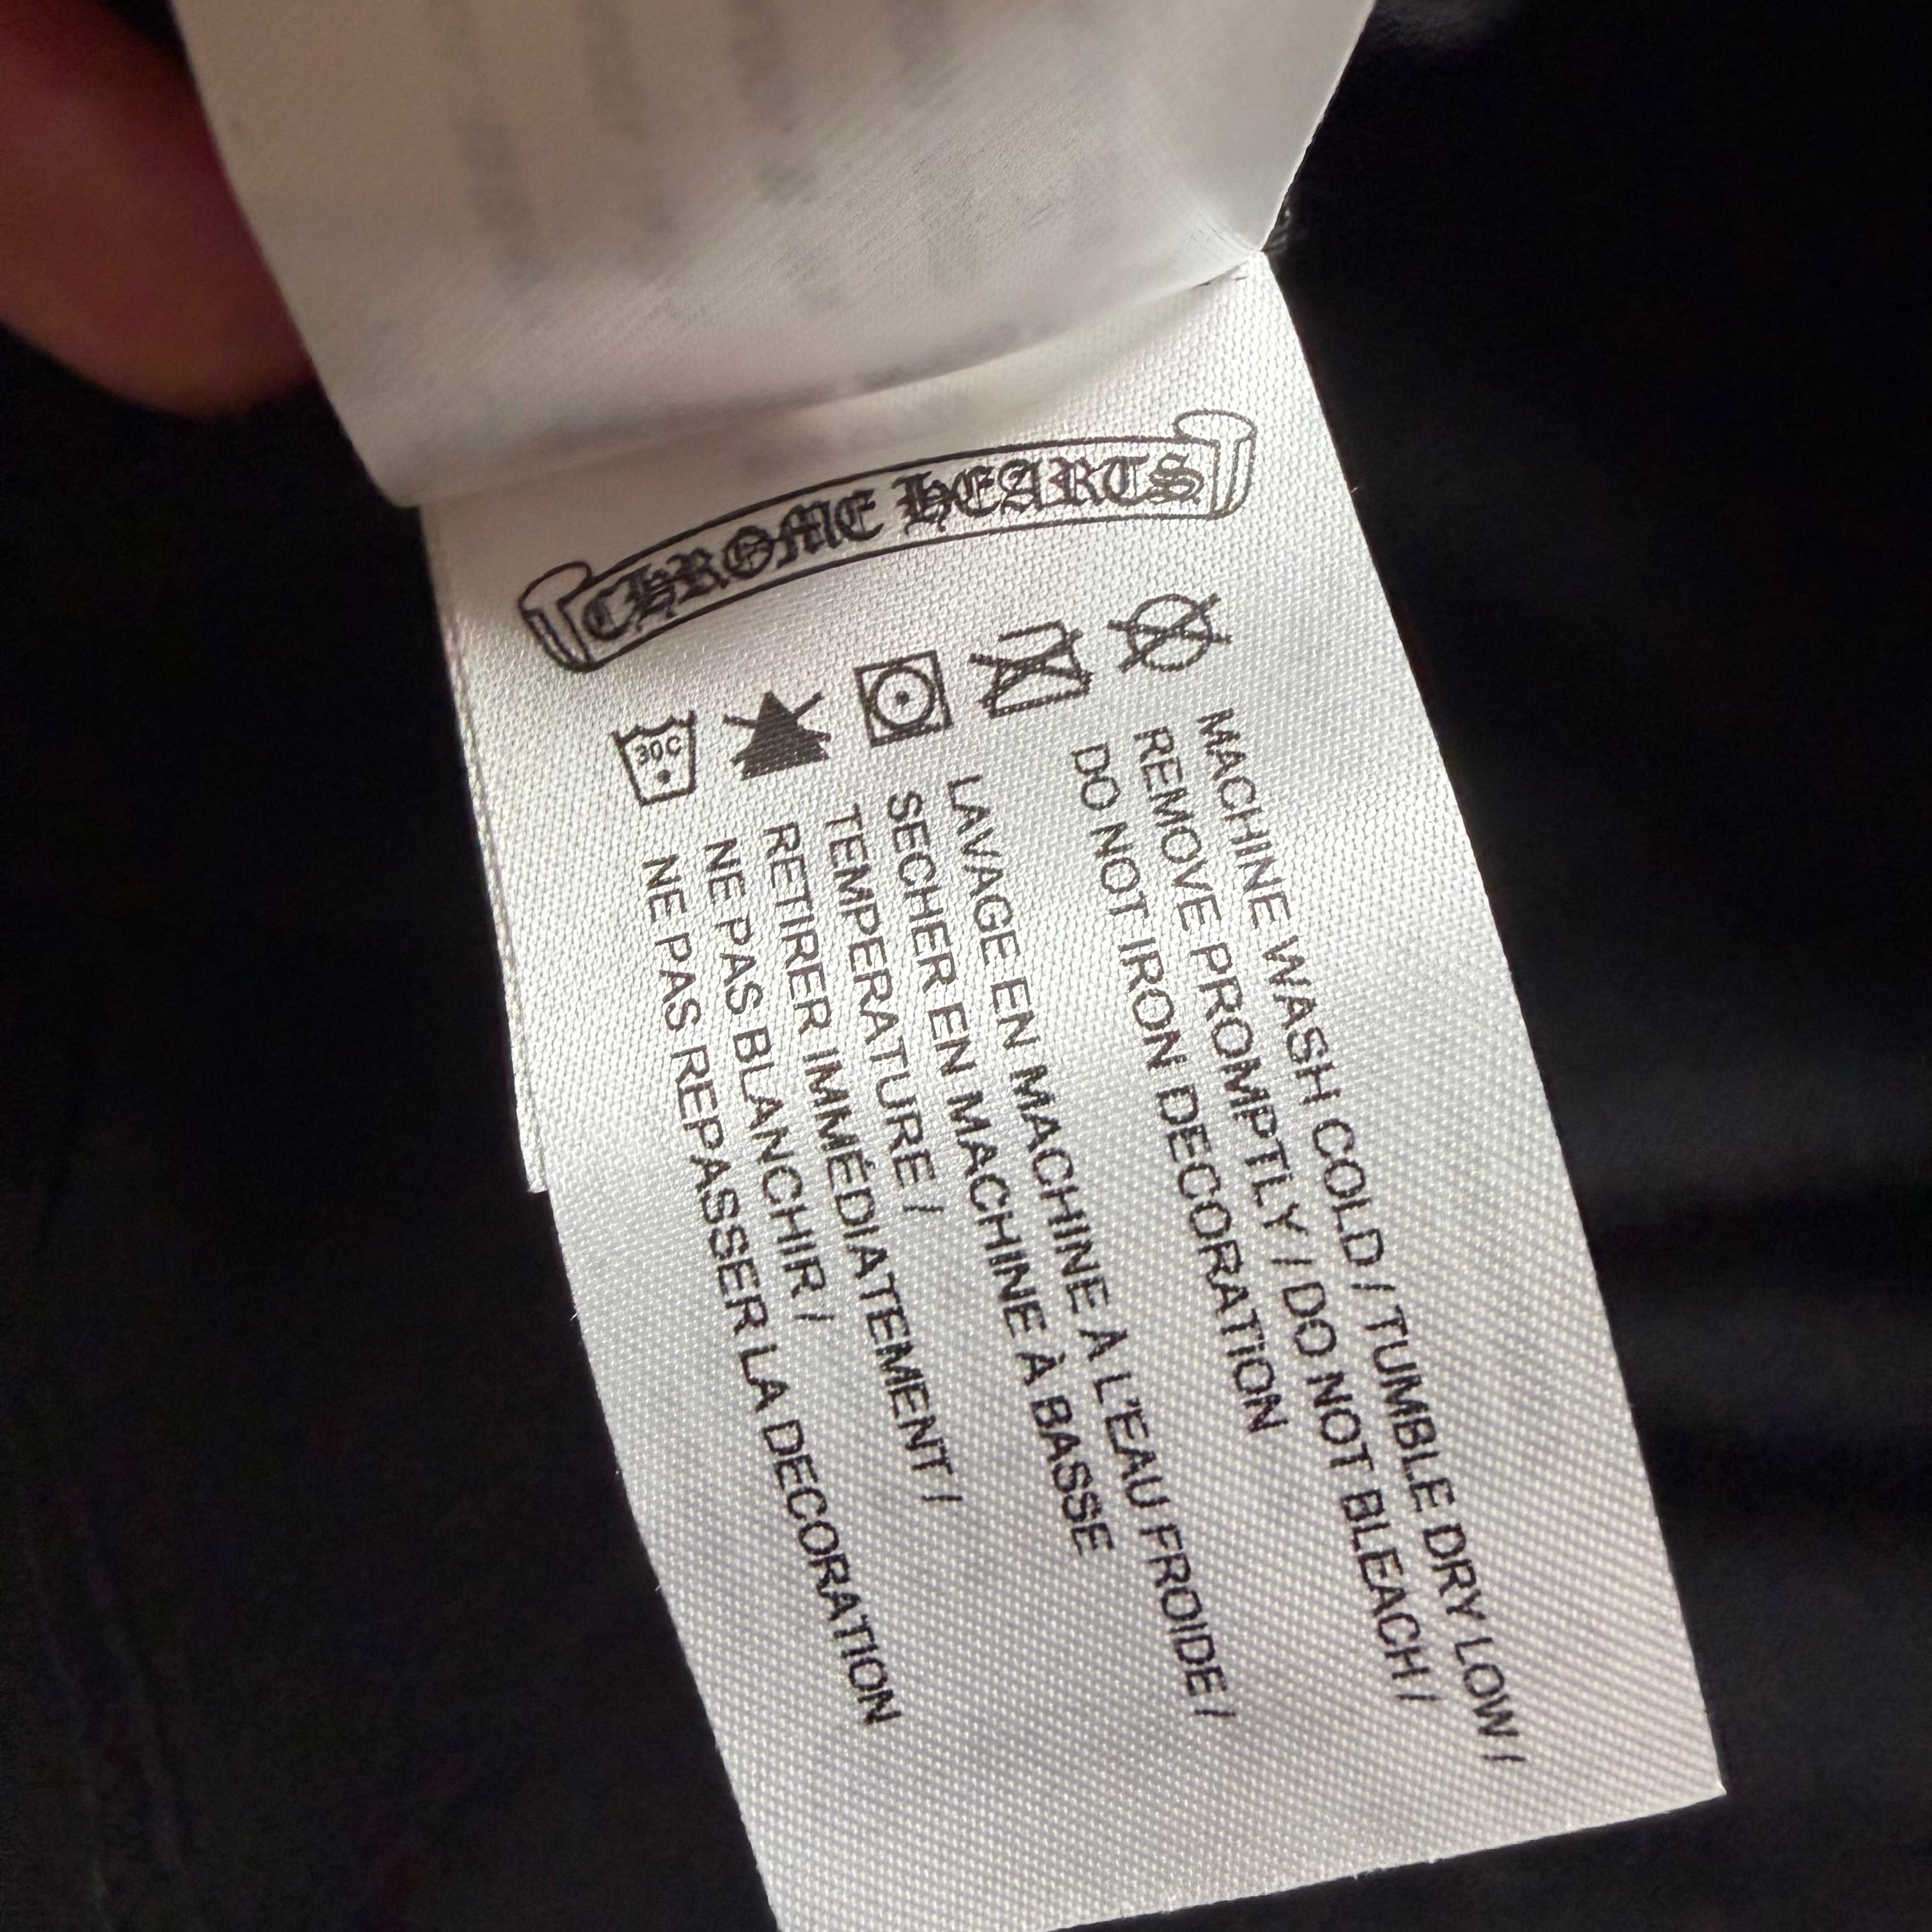 CHROME HEARTS
30C
MACHINE WASH COLD / TUMBLE DRY LOW /
REMOVE PROMPTLY / DO NOT BLEACH /
DO NOT IRON DECORATION
LAVAGE EN MACHINE À L'EAU FROIDE /
SECHER EN MACHINE À BASSE
TEMPERATURE /
RETIRER IMMÉDIATEMENT /
NE PAS BLANCHIR /
NE PAS REPASSER LA DECORATION